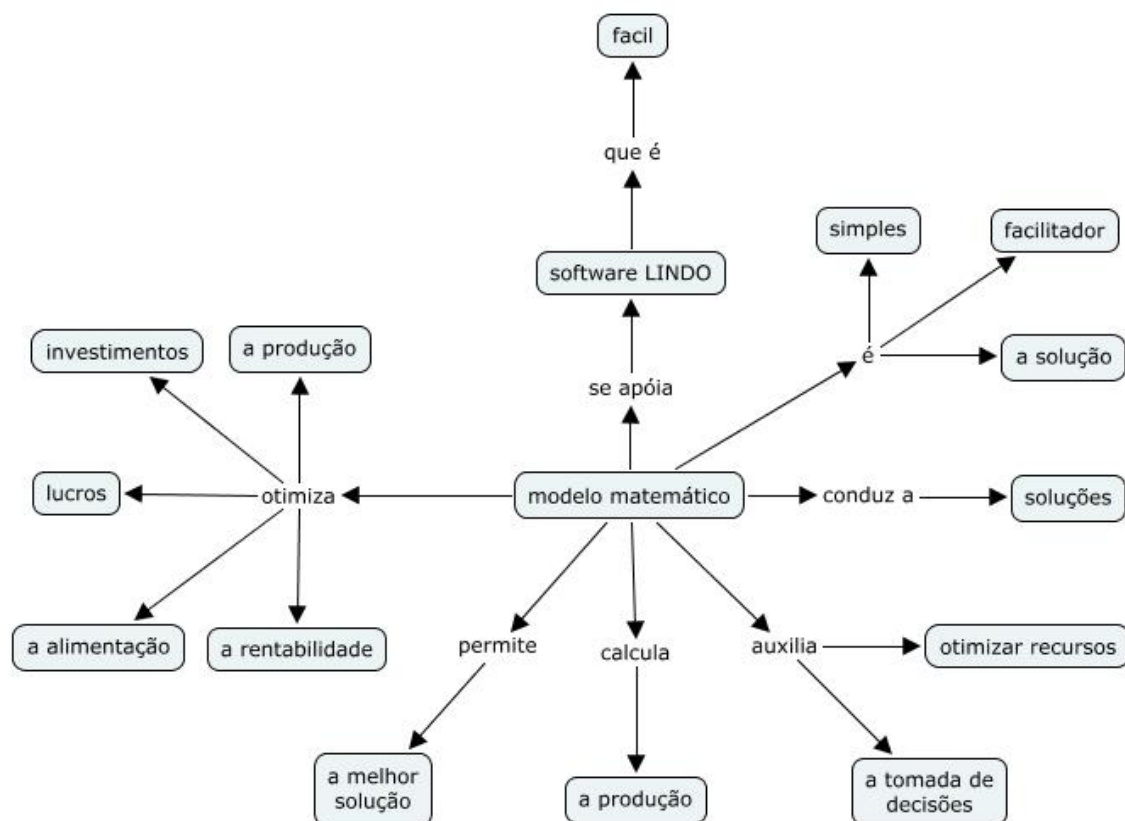 facil
que é
simples
facilitador
software LINDO
investimentos
a produção
é
a solução
se apóia
lucros
otimiza
modelo matemático
conduz a
soluções
a alimentação
a rentabilidade
permite
calcula
auxilia
otimizar recursos
a melhor
solução
a produção
a tomada de
decisões